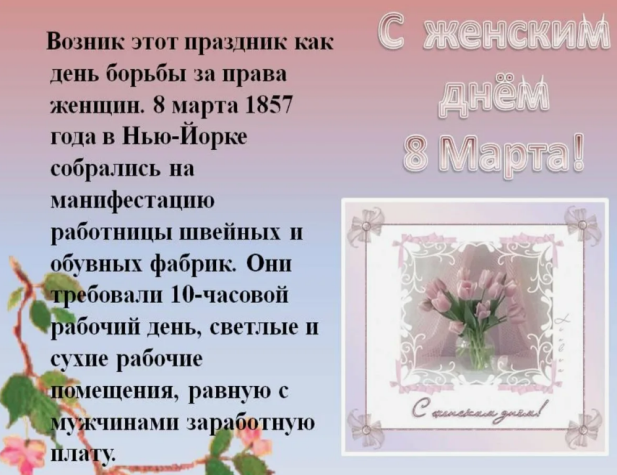 Возник этот праздник как
день борьбы за права
женщин. 8 марта 1857
года в Нью-Йорке
собрались на
манифестацию
работницы швейных и
обувных фабрик. Они
требовали 10-часовой
рабочий день, светлые и
сухие рабочие
помещения, равную с
мужчинами заработную
плату.
С женским
днём
8 Марта!
С женским днём!